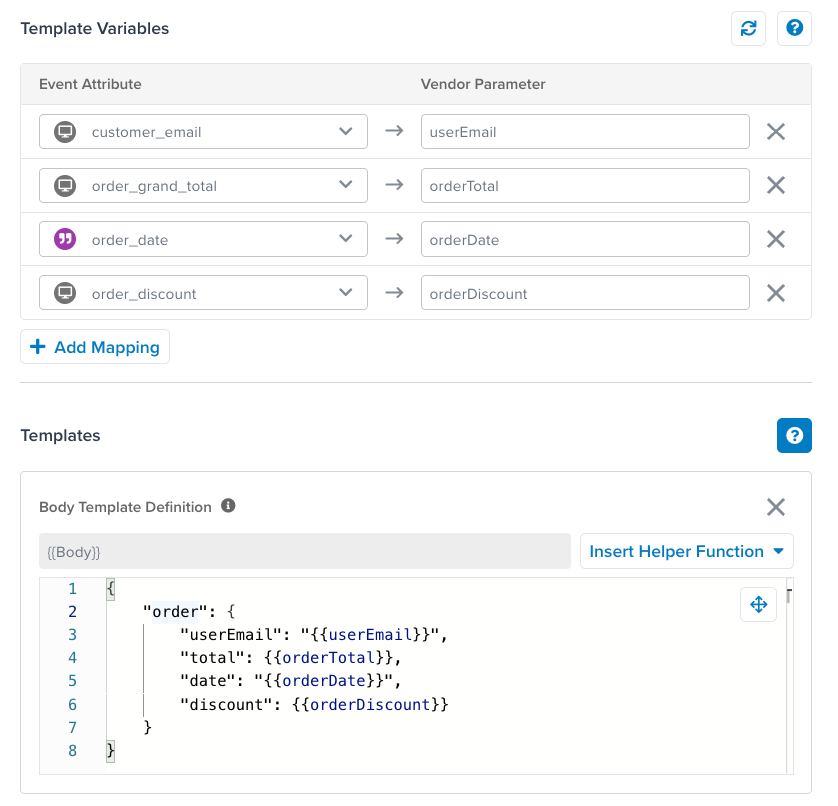 Template Variables
Event Attribute Vendor Parameter
customer_email userEmail
order_grand_total orderTotal
order_date orderDate
order_discount orderDiscount
+ Add Mapping
Templates
Body Template Definition
{{Body}} Insert Helper Function
1 {
2 "order": {
3 "userEmail": "{{userEmail}}",
4 "total": {{orderTotal}},
5 "date": "{{orderDate}}",
6 "discount": {{orderDiscount}}
7 }
8 }